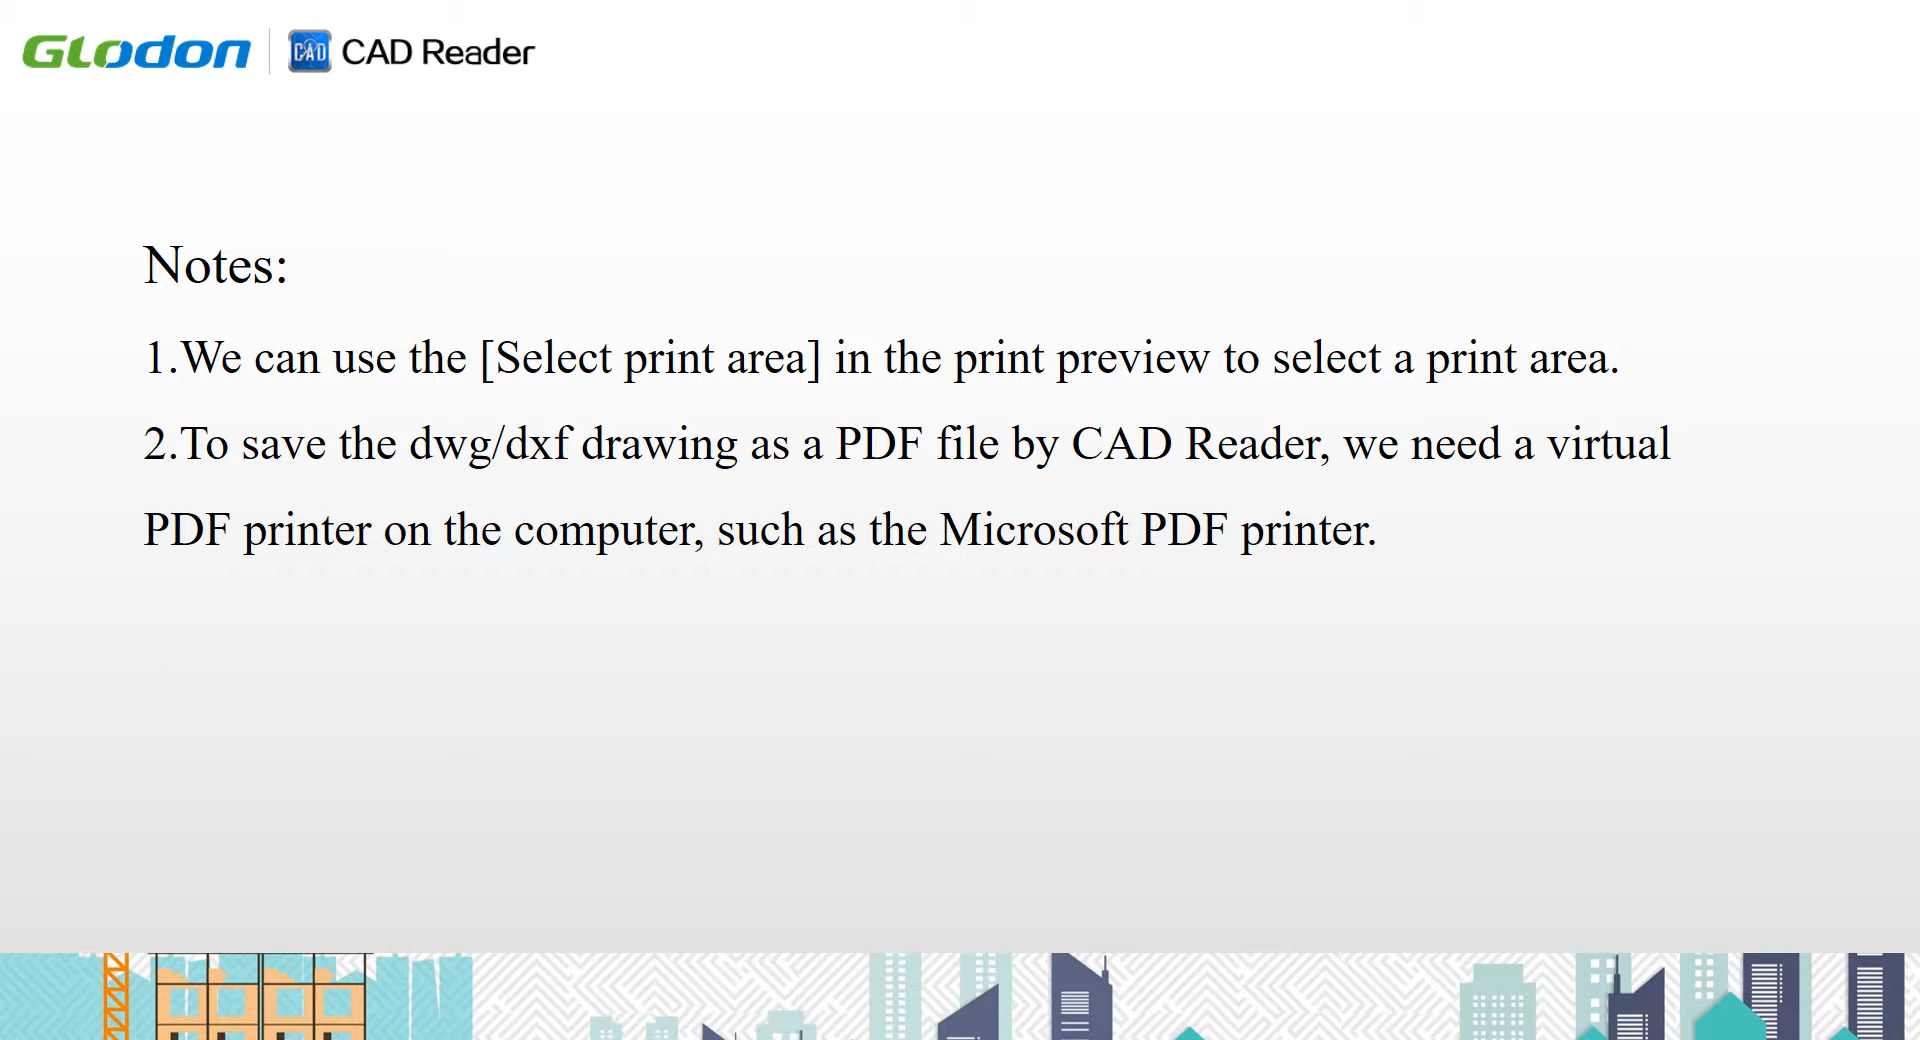 GLodon CAD CAD Reader
Notes:
1.We can use the [Select print area] in the print preview to select a print area.
2.To save the dwg/dxf drawing as a PDF file by CAD Reader, we need a virtual
PDF printer on the computer, such as the Microsoft PDF printer.